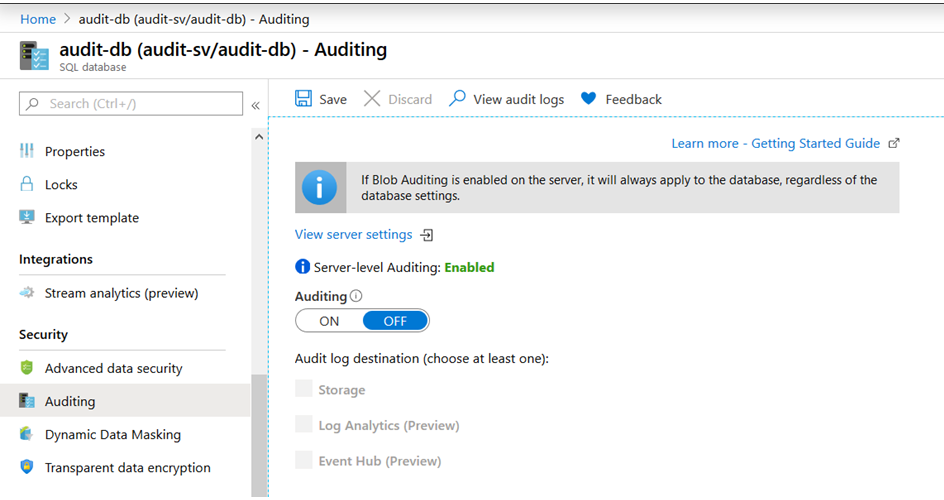 Home > audit-db (audit-sv/audit-db) - Auditing
audit-db (audit-sv/audit-db) - Auditing
SQL database
Search (Ctrl+/)
«
Properties
Locks
Export template
Integrations
Stream analytics (preview)
Security
Advanced data security
Auditing
Dynamic Data Masking
Transparent data encryption
Save Discard View audit logs Feedback
Learn more - Getting Started Guide
If Blob Auditing is enabled on the server, it will always apply to the database, regardless of the
database settings.
View server settings
Server-level Auditing: Enabled
Auditing
ON OFF
Audit log destination (choose at least one):
Storage
Log Analytics (Preview)
Event Hub (Preview)